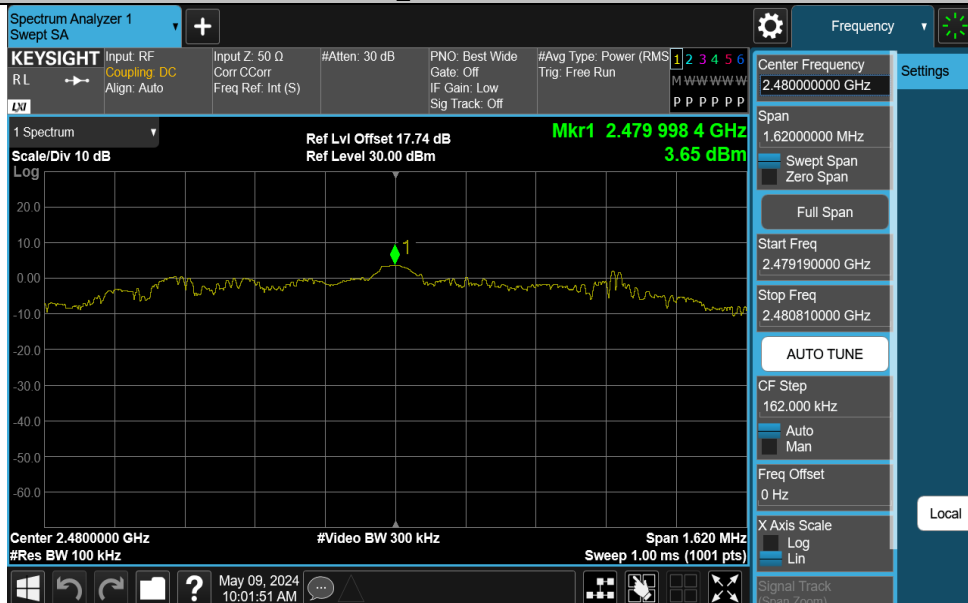 Spectrum Analyzer 1
Swept SA
+
Frequency
KEYSIGHT
Input: RF
Input Z: 50 Ω
#Atten: 30 dB
PNO: Best Wide
#Avg Type: Power (RMS
1 2 3 4 5 6
RL
Coupling: DC
Corr CCorr
Gate: Off
Trig: Free Run
M W W W W W
Align: Auto
Freq Ref: Int (S)
IF Gain: Low
LXI
Sig Track: Off
P P P P P P
1 Spectrum
Ref Lvl Offset 17.74 dB
Mkr1 2.479 998 4 GHz
Scale/Div 10 dB
Ref Level 30.00 dBm
3.65 dBm
Log
20.0
10.0
0.00
-10.0
-20.0
-30.0
-40.0
-50.0
-60.0
1
Center 2.4800000 GHz
#Video BW 300 kHz
Span 1.620 MHz
#Res BW 100 kHz
Sweep 1.00 ms (1001 pts)
?
May 09, 2024
10:01:51 AM
Center Frequency
2.480000000 GHz
Settings
Span
1.62000000 MHz
Swept Span
Zero Span
Full Span
Start Freq
2.479190000 GHz
Stop Freq
2.480810000 GHz
AUTO TUNE
CF Step
162.000 kHz
Auto
Man
Freq Offset
0 Hz
Local
X Axis Scale
Log
Lin
Signal Track
(Span Zoom)